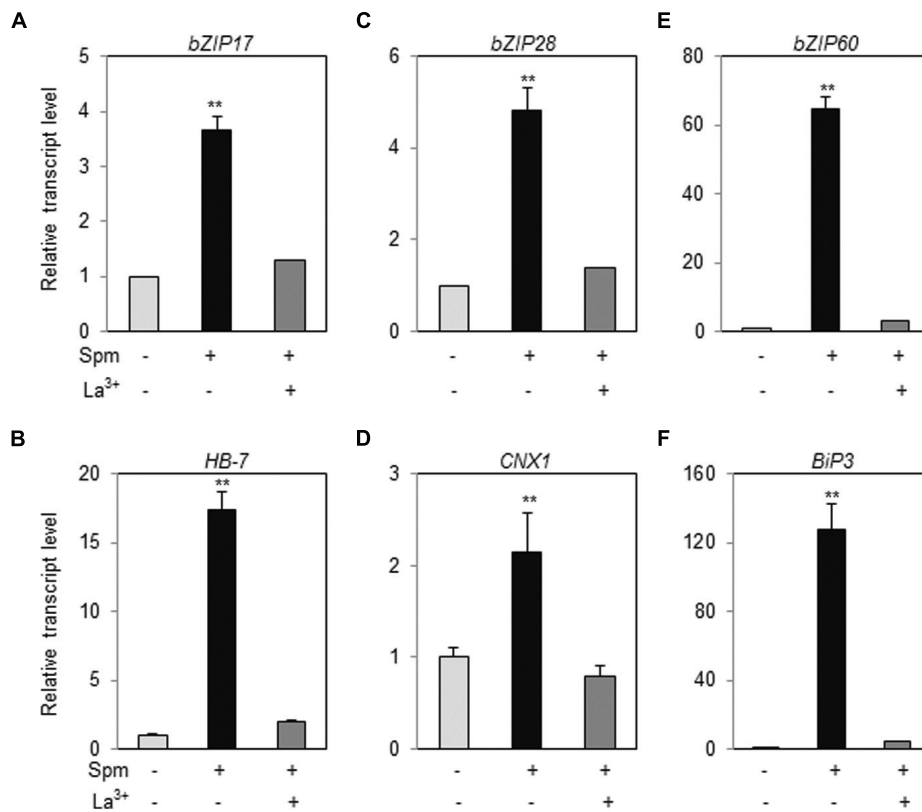 A C E
bZIP17 bZIP28 bZIP60
5 6 80
** ** **
4
60
4
3
40
2
2
20
1
0 0 0
Relative transcript level
Spm - + + - + + - + +
La³⁺ - - + - - + - - +
B D F
HB-7 CNX1 BiP3
20 3 160
** ** **
15
120
2
10
80
1
5
40
0 0 0
Relative transcript level
Spm - + + - + + - + +
La³⁺ - - + - - + - - +